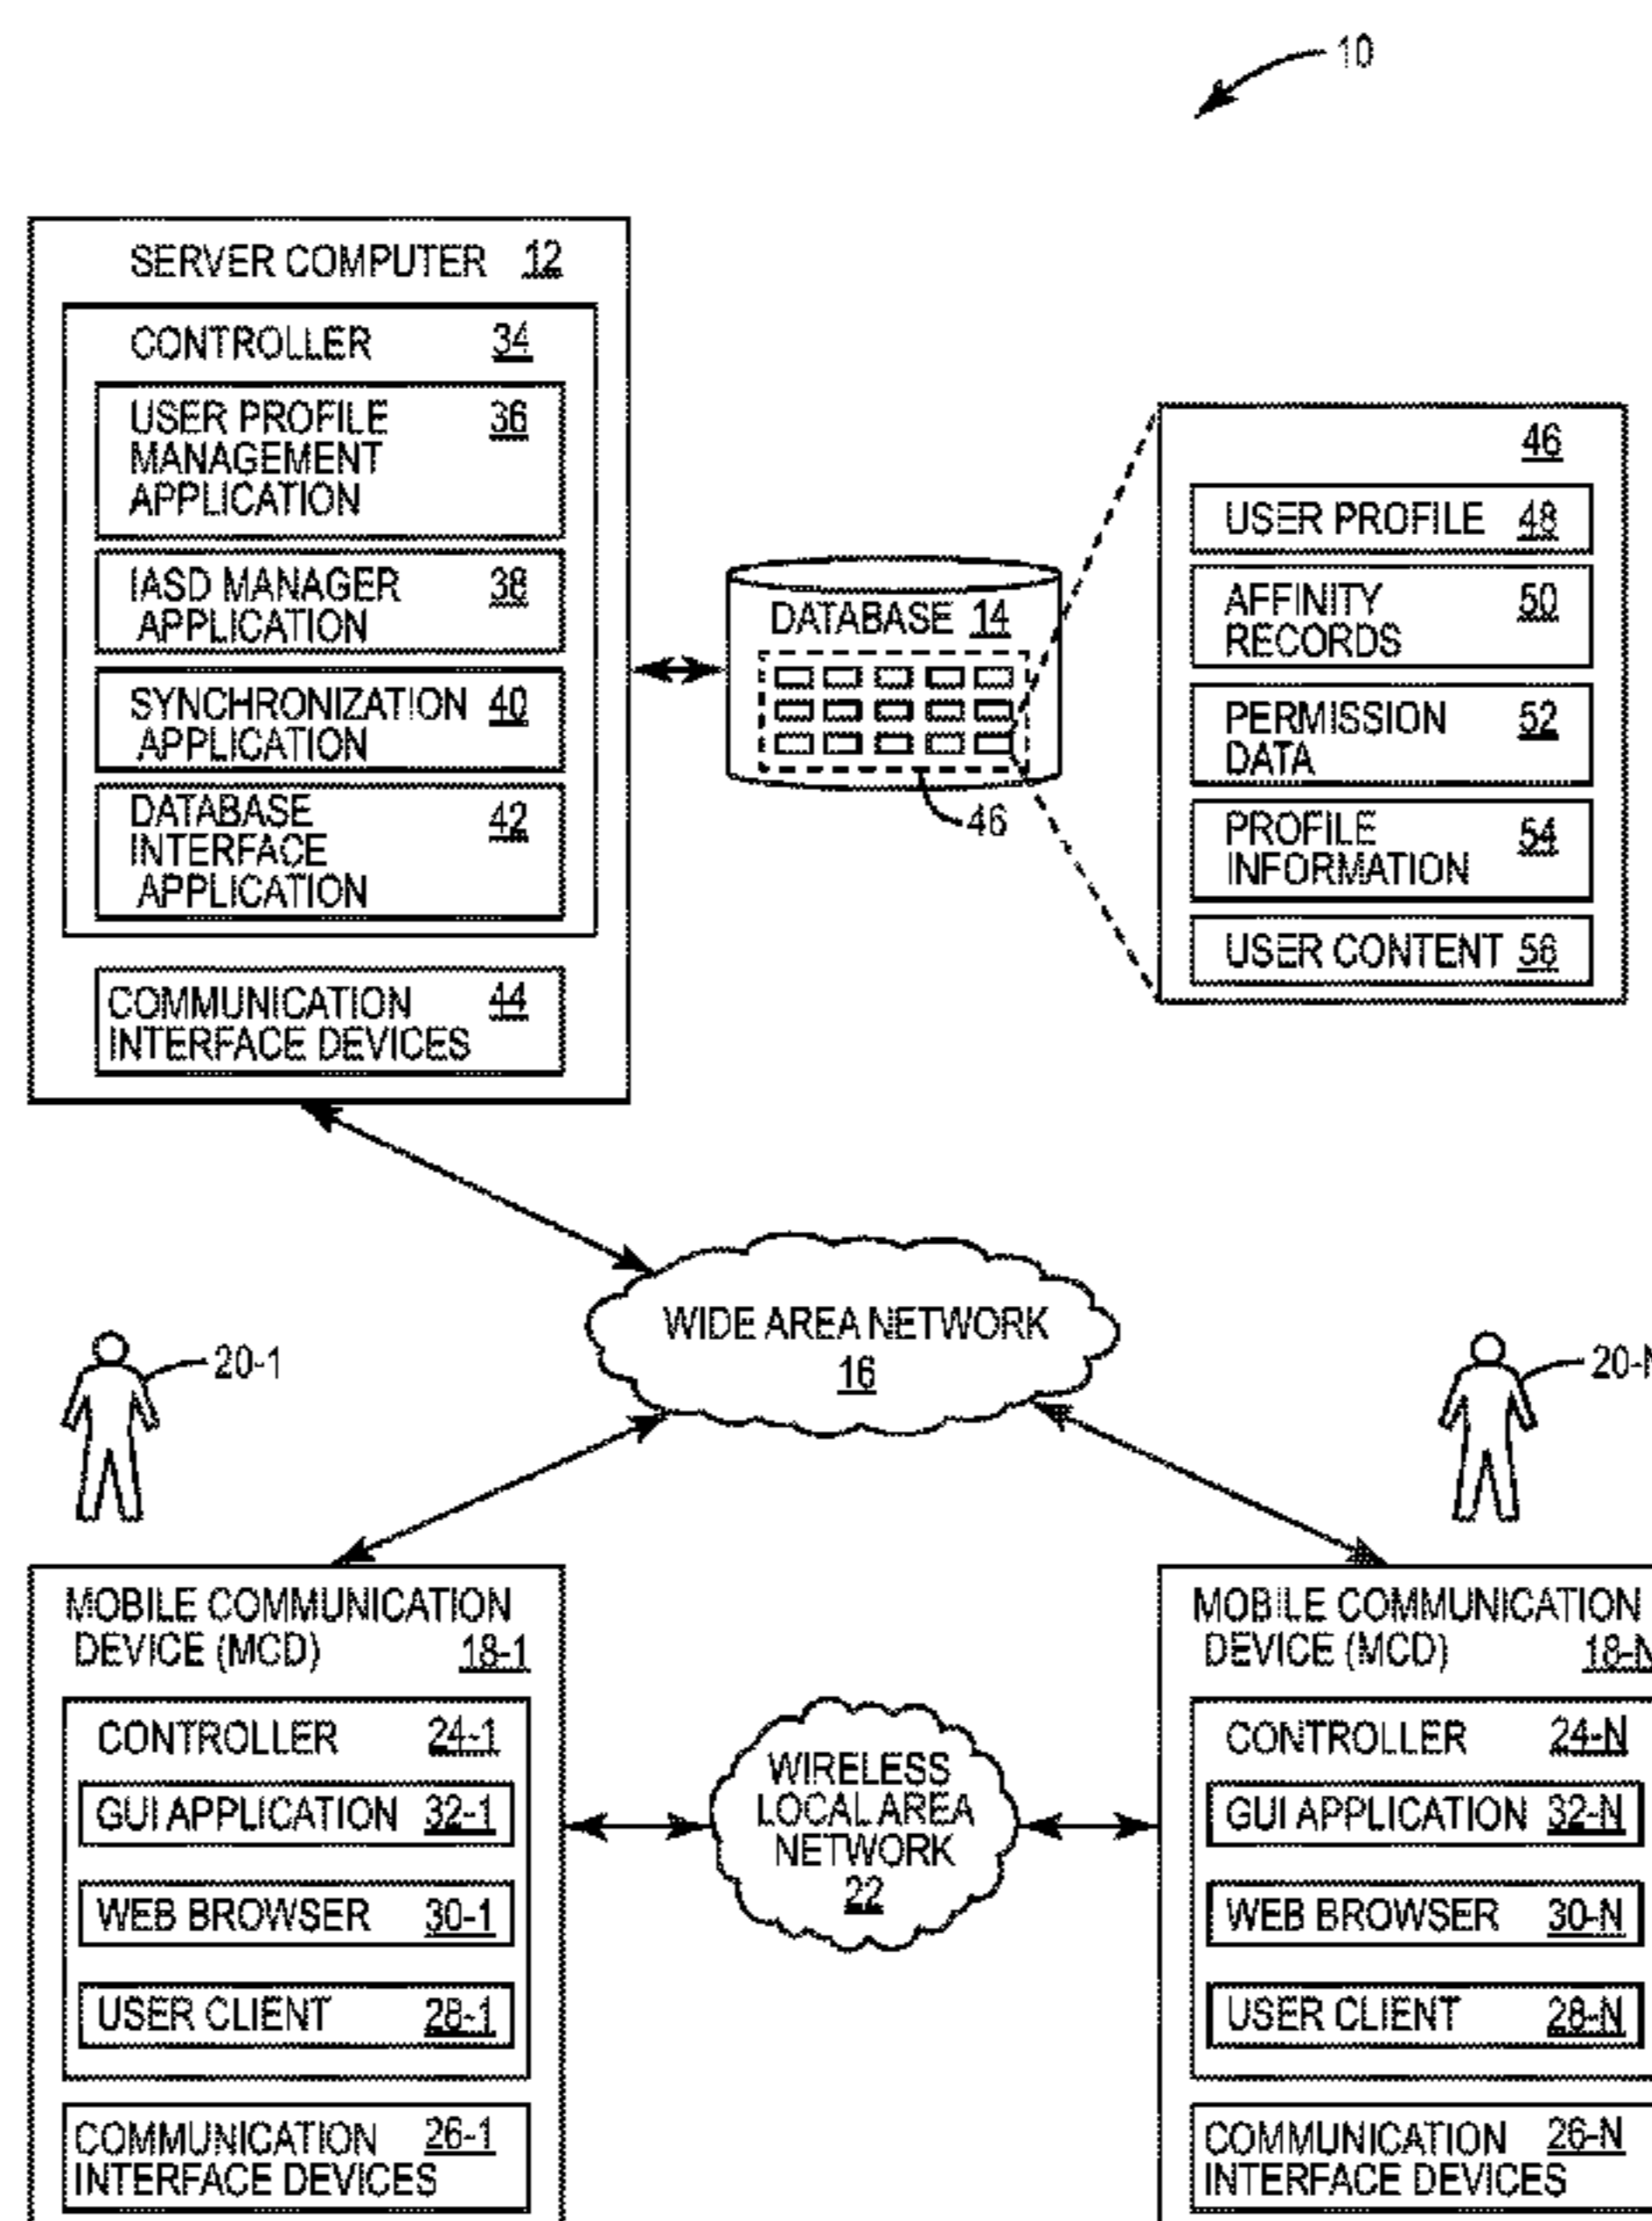 10
SERVER COMPUTER 12
CONTROLLER 34
USER PROFILE 36
MANAGEMENT
APPLICATION
IASD MANAGER 38
APPLICATION
SYNCHRONIZATION 40
APPLICATION
DATABASE 42
INTERFACE
APPLICATION
COMMUNICATION 44
INTERFACE DEVICES
DATABASE 14
46
46
USER PROFILE 48
AFFINITY 50
RECORDS
PERMISSION 52
DATA
PROFILE 54
INFORMATION
USER CONTENT 56
WIDE AREA NETWORK
16
20-1
20-N
MOBILE COMMUNICATION
DEVICE (MCD) 18-1
CONTROLLER 24-1
GUI APPLICATION 32-1
WEB BROWSER 30-1
USER CLIENT 28-1
COMMUNICATION 26-1
INTERFACE DEVICES
WIRELESS
LOCAL AREA
NETWORK
22
MOBILE COMMUNICATION
DEVICE (MCD) 18-N
CONTROLLER 24-N
GUI APPLICATION 32-N
WEB BROWSER 30-N
USER CLIENT 28-N
COMMUNICATION 26-N
INTERFACE DEVICES